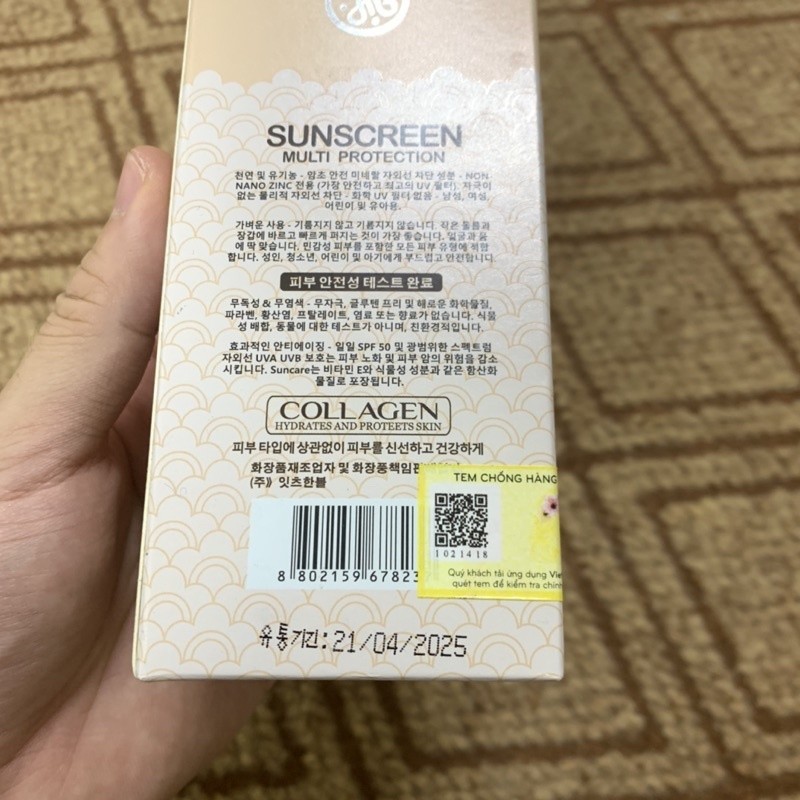 SUNSCREEN
MULTI PROTECTION
천연 및 유기농 - 암초 안전 미네랄 자외선 차단 성분 - NON-
NANO ZINC 전용 (가장 안전하고 최고의 UV 필터). 자극이
없는 물리적 자외선 차단 - 화학 UV 필터 없음 - 남성, 여성,
어린이 및 유아용.
가벼운 사용 - 기름지지 않고 기름지지 않습니다. 작은 돌풍과
장갑에 바르고 빠르게 퍼지는 것이 가장 좋습니다. 얼굴과 몸
에 딱 맞습니다. 민감성 피부를 포함한 모든 피부 유형에 적합
합니다. 성인, 청소년, 어린이 및 아기에게 부드럽고 안전합니다.
피부 안전성 테스트 완료
무독성 & 무염색 - 무자극, 글루텐 프리 및 해로운 화학물질,
파라벤, 황산염, 프탈레이트, 염료 또는 향료가 없습니다. 식물
성 배합, 동물에 대한 테스트가 아니며, 친환경적입니다.
효과적인 안티에이징 - 일일 SPF 50 및 광범위한 스펙트럼
자외선 UVA UVB 보호는 피부 노화 및 피부 암의 위험을 감소
시킵니다. Suncare는 비타민 E와 식물성 성분과 같은 항산화
물질로 포장됩니다.
COLLAGEN
HYDRATES AND PROTEETS SKIN
피부 타입에 상관없이 피부를 신선하고 건강하게
화장품재조업자 및 화장풍책임판
(주)》 잇츠한불
TEM CHỐNG HÀNG
1021418
Quý khách tải ứng dụng Vie
quét tem để kiểm tra chính
8 802159 67823
유통기긴: 21/04/2025